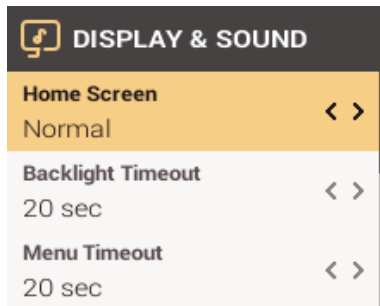 DISPLAY & SOUND
Home Screen
Normal
Backlight Timeout
20 sec
Menu Timeout
20 sec